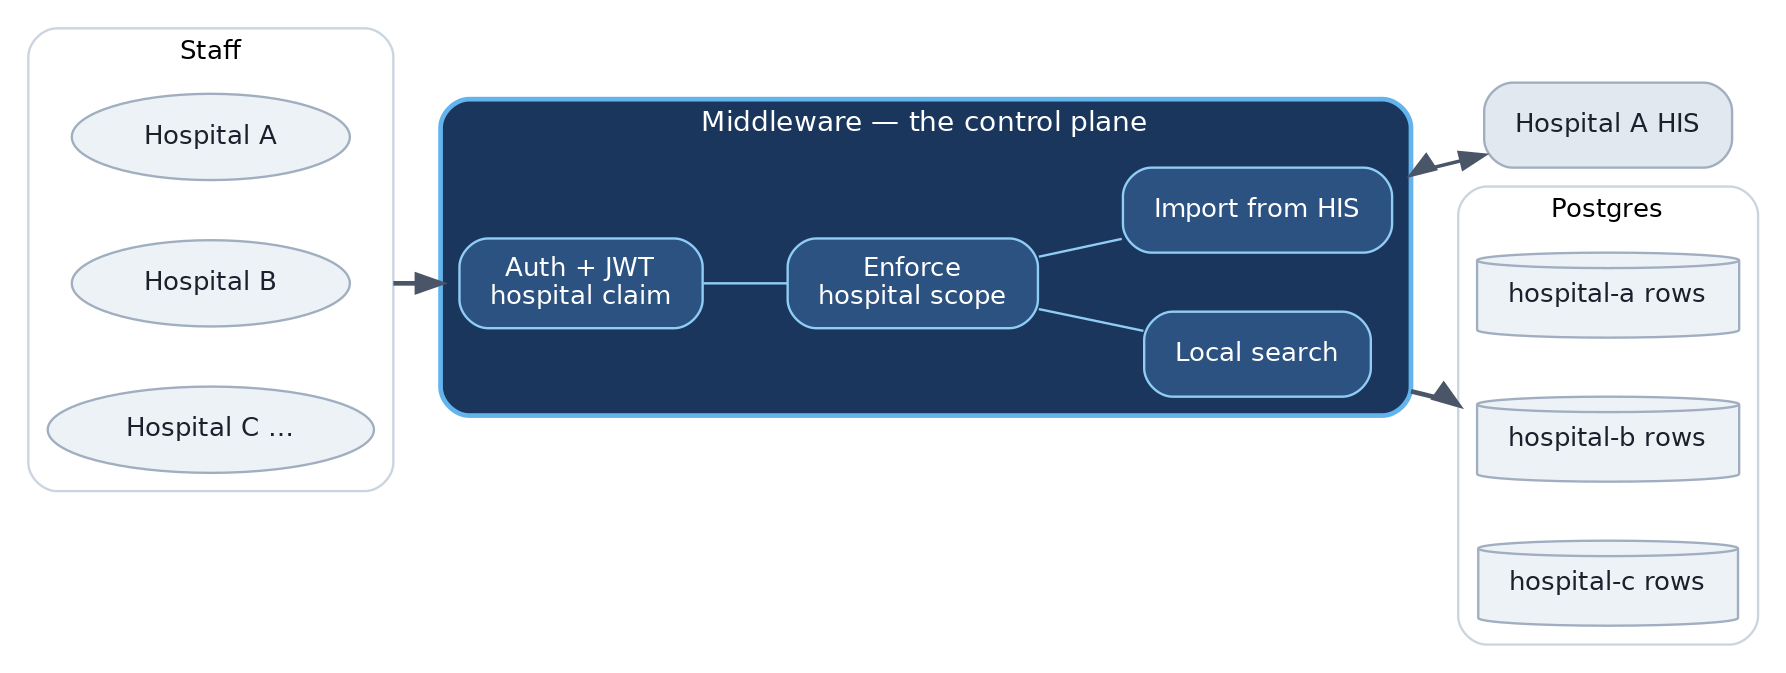 Staff
Hospital A
Hospital B
Hospital C ...
Middleware — the control plane
Auth + JWT
hospital claim
Enforce
hospital scope
Import from HIS
Local search
Hospital A HIS
Postgres
hospital-a rows
hospital-b rows
hospital-c rows